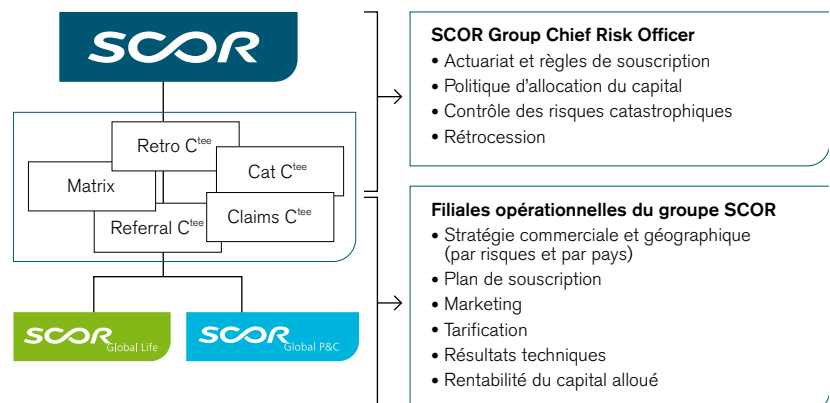 SCOR
Retro Ctee
Cat Ctee
Matrix
Referral Ctee
Claims Ctee
SCOR
Global Life
SCOR
Global P&C
SCOR Group Chief Risk Officer
• Actuariat et règles de souscription
• Politique d'allocation du capital
• Contrôle des risques catastrophiques
• Rétrocession
Filiales opérationnelles du groupe SCOR
• Stratégie commerciale et géographique
(par risques et par pays)
• Plan de souscription
• Marketing
• Tarification
• Résultats techniques
• Rentabilité du capital alloué